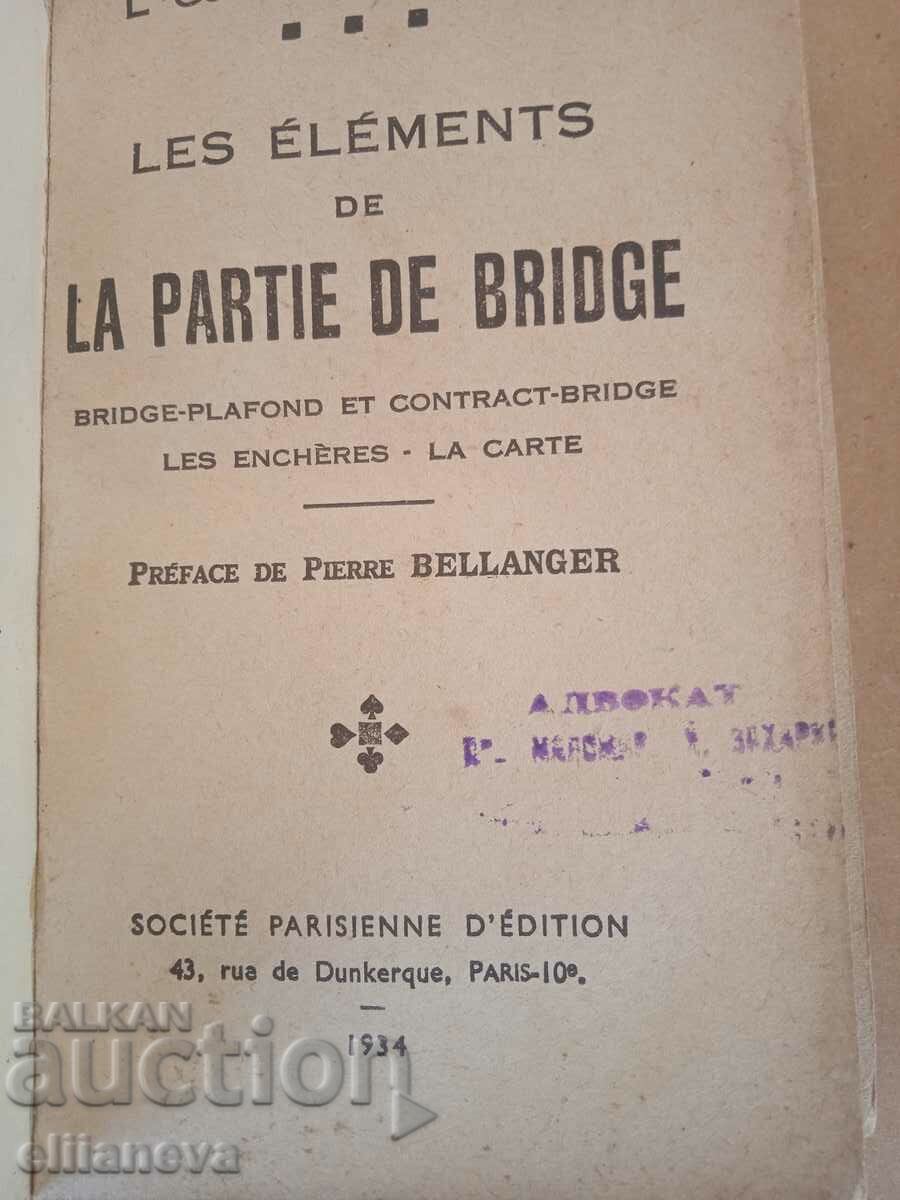 LES ÉLÉMENTS
DE
LA PARTIE DE BRIDGE
BRIDGE-PLAFOND ET CONTRACT-BRIDGE
LES ENCHÈRES - LA CARTE
PRÉFACE DE PIERRE BELLANGER
АДВОКАТ
SOCIÉTÉ PARISIENNE D'ÉDITION
43, rue de Dunkerque, PARIS-10e.
1934
BALKAN
auction
ellianeva